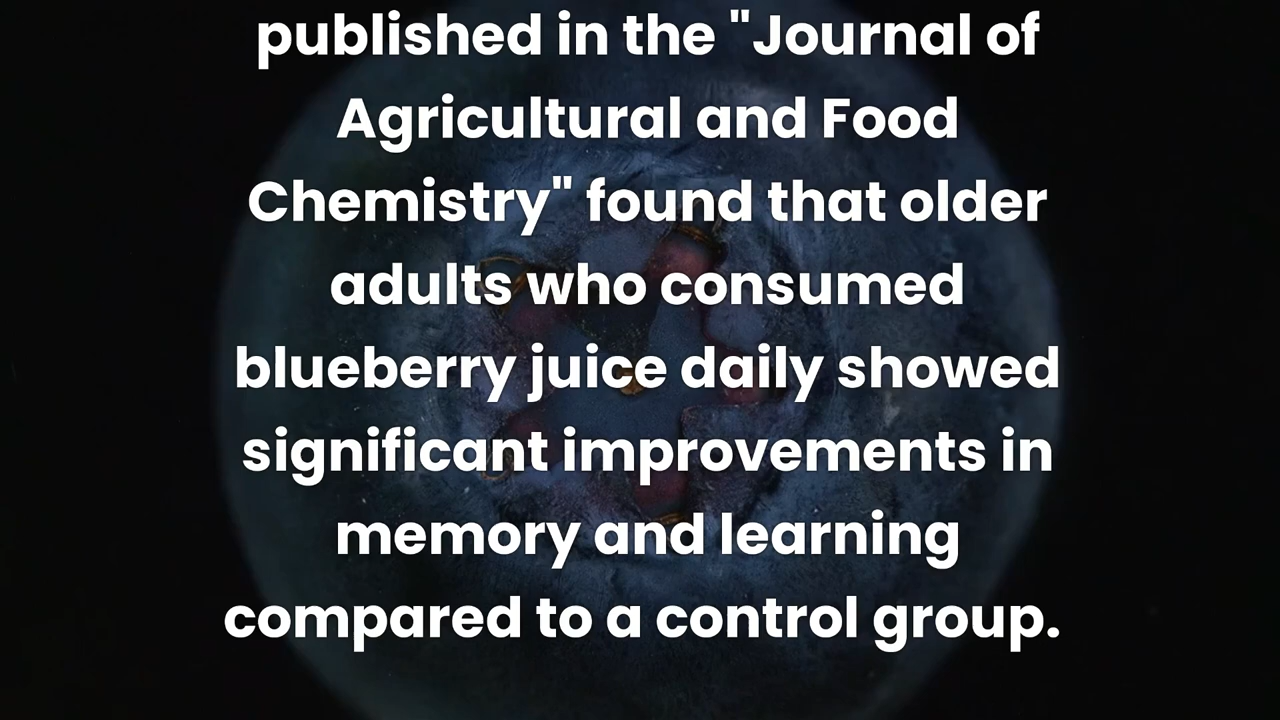 published in the "Journal of
Agricultural and Food
Chemistry" found that older
adults who consumed
blueberry juice daily showed
significant improvements in
memory and learning
compared to a control group.